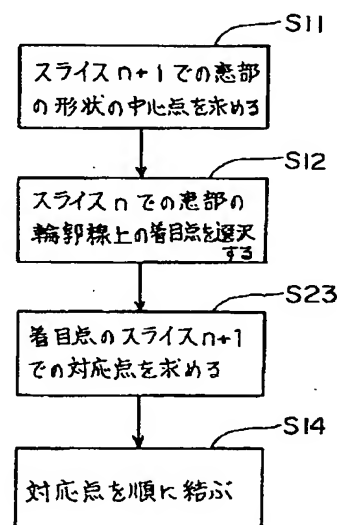 S11
スライスn+1での患部
の形状の中心点を求める
S12
スライスnでの患部の
輪郭線上の着目点を選択
する
S23
着目点のスライスn+1
での対応点を求める
S14
対応点を順に結ぶ